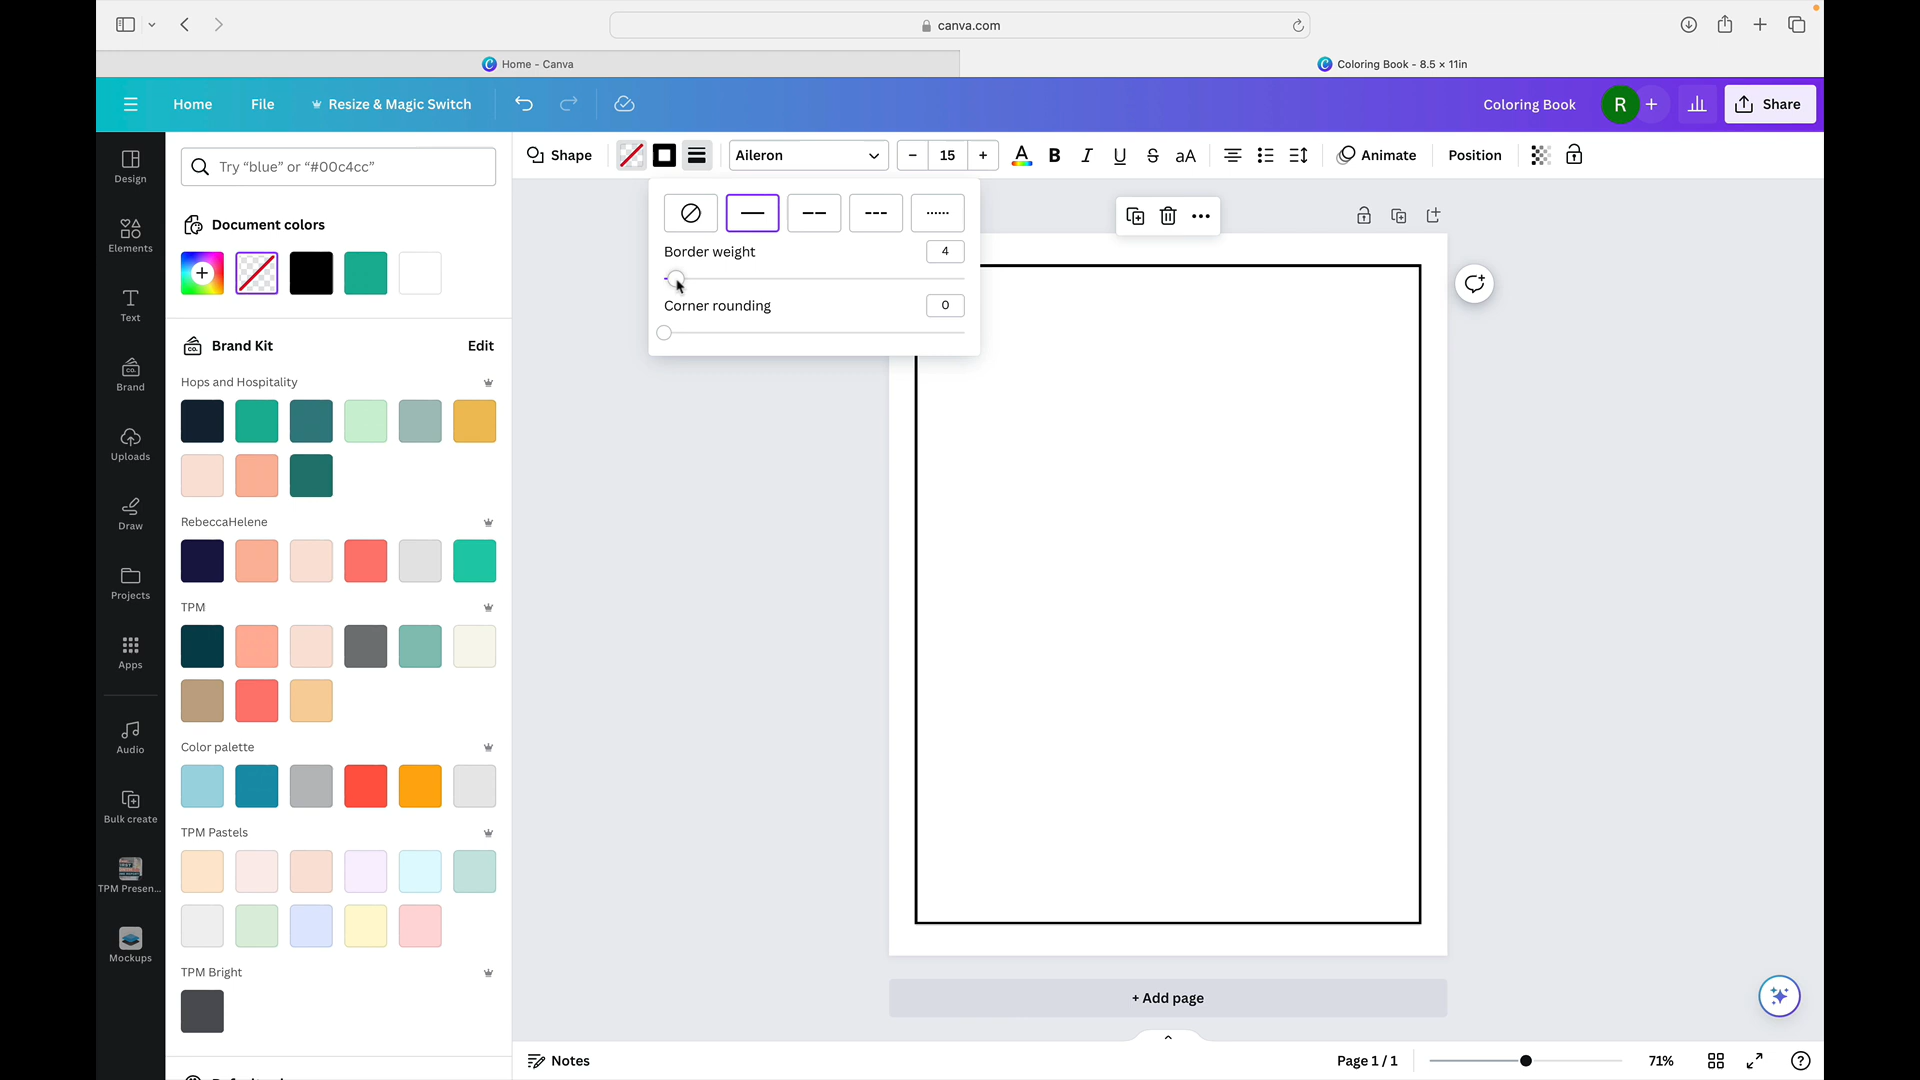 canva.com
Home - Canva
Coloring Book - 8.5 × 11in
Home
File
Resize & Magic Switch
Coloring Book
R
Share
Design
Elements
Text
Brand
Uploads
Draw
Projects
Apps
Audio
Bulk create
TPM Presen...
Mockups
Try “blue” or “#00c4cc”
Document colors
Brand Kit
Edit
Hops and Hospitality
RebeccaHelene
TPM
Color palette
TPM Pastels
TPM Bright
Shape
Aileron
15
A
B
I
U
S
aA
Animate
Position
Border weight
4
Corner rounding
0
+ Add page
Notes
Page 1 / 1
71%